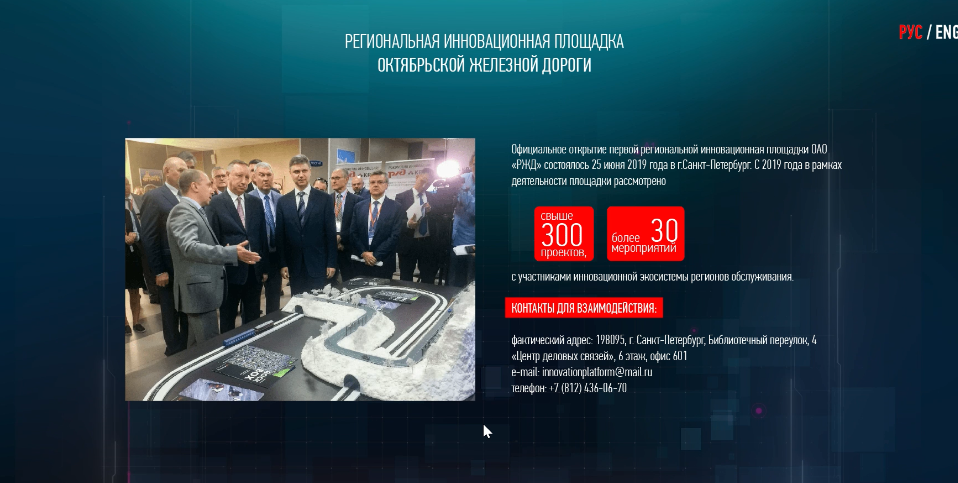 РУС / ENG
РЕГИОНАЛЬНАЯ ИННОВАЦИОННАЯ ПЛОЩАДКА
ОКТЯБРЬСКОЙ ЖЕЛЕЗНОЙ ДОРОГИ
Официальное открытие первой региональной инновационной площадки ОАО
«РЖД» состоялось 25 июня 2019 года в г.Санкт-Петербург. С 2019 года в рамках
деятельности площадки рассмотрено
свыше
300
проектов,
более 30
мероприятий
с участниками инновационной экосистемы регионов обслуживания.
КОНТАКТЫ ДЛЯ ВЗАИМОДЕЙСТВИЯ:
фактический адрес: 198095, г. Санкт-Петербург, Библиотечный переулок, 4
«Центр деловых связей», 6 этаж, офис 601
e-mail: innovationplatform@mail.ru
телефон: +7 (812) 436-06-70